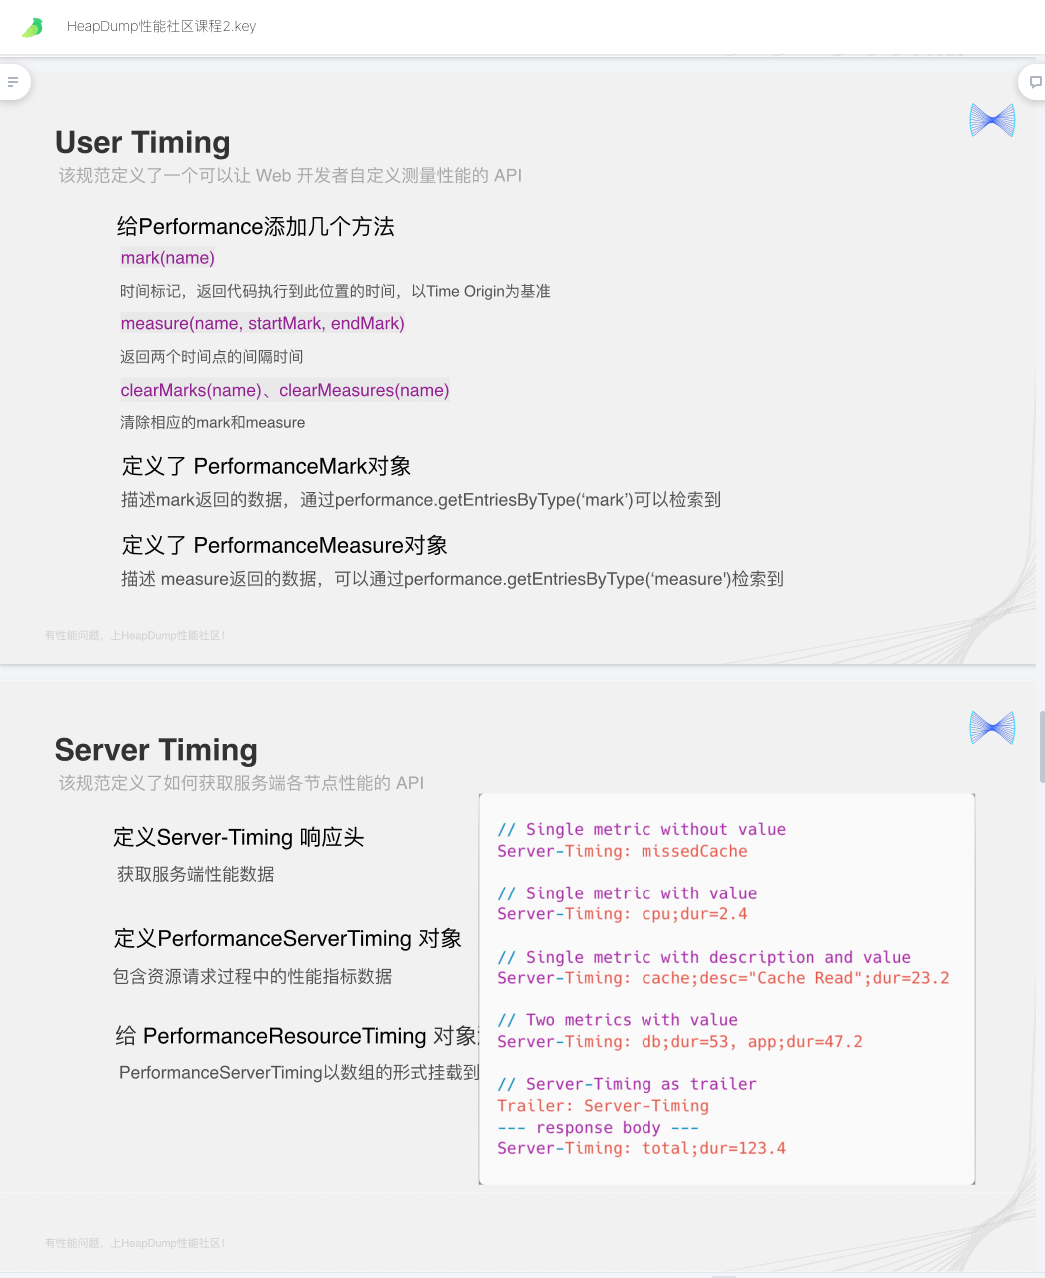 HeapDump性能社区课程2.key
User Timing
该规范定义了一个可以让 Web 开发者自定义测量性能的 API
给Performance添加几个方法
mark(name)
时间标记，返回代码执行到此位置的时间，以Time Origin为基准
measure(name, startMark, endMark)
返回两个时间点的间隔时间
clearMarks(name)、clearMeasures(name)
清除相应的mark和measure
定义了 PerformanceMark对象
描述mark返回的数据，通过performance.getEntriesByType(‘mark’)可以检索到
定义了 PerformanceMeasure对象
描述 measure返回的数据，可以通过performance.getEntriesByType(‘measure')检索到
有性能问题，上HeapDump性能社区！
Server Timing
该规范定义了如何获取服务端各节点性能的 API
定义Server-Timing 响应头
获取服务端性能数据
定义PerformanceServerTiming 对象
包含资源请求过程中的性能指标数据
给 PerformanceResourceTiming 对象
PerformanceServerTiming以数组的形式挂载到
// Single metric without value
Server-Timing: missedCache
// Single metric with value
Server-Timing: cpu;dur=2.4
// Single metric with description and value
Server-Timing: cache;desc="Cache Read";dur=23.2
// Two metrics with value
Server-Timing: db;dur=53, app;dur=47.2
// Server-Timing as trailer
Trailer: Server-Timing
--- response body ---
Server-Timing: total;dur=123.4
有性能问题，上HeapDump性能社区！